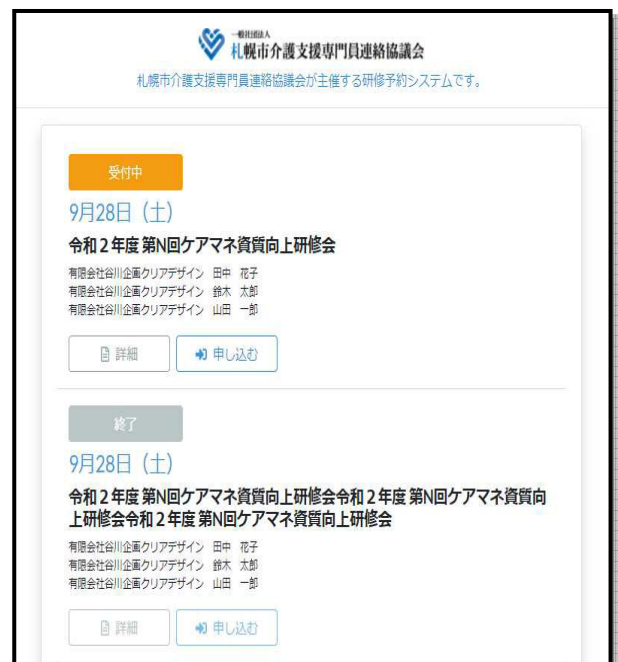 一般社団法人
札幌市介護支援専門員連絡協議会
札幌市介護支援専門員連絡協議会が主催する研修予約システムです。
受付中
9月28日（土）
令和2年度 第N回ケアマネ資質向上研修会
有限会社谷川企画クリアデザイン 田中 花子
有限会社谷川企画クリアデザイン 鈴木 太郎
有限会社谷川企画クリアデザイン 山田 一郎
詳細 申し込む
終了
9月28日（土）
令和2年度 第N回ケアマネ資質向上研修会令和2年度 第N回ケアマネ資質向
上研修会令和2年度 第N回ケアマネ資質向上研修会
有限会社谷川企画クリアデザイン 田中 花子
有限会社谷川企画クリアデザイン 鈴木 太郎
有限会社谷川企画クリアデザイン 山田 一郎
詳細 申し込む